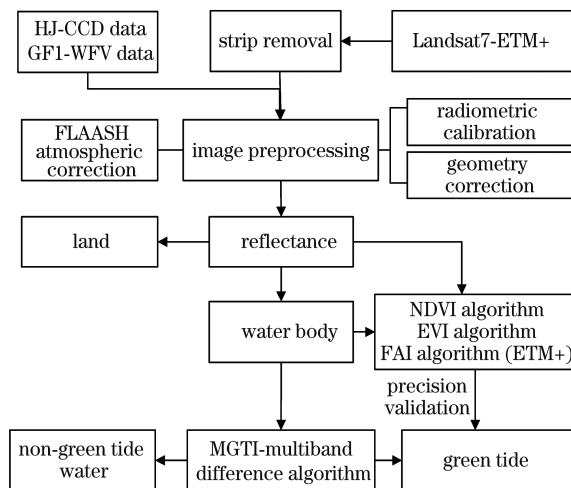 HJ-CCD data
GF1-WFV data
strip removal
Landsat7-ETM+
FLAASH
atmospheric
correction
image preprocessing
radiometric
calibration
geometry
correction
land
reflectance
water body
NDVI algorithm
EVI algorithm
FAI algorithm (ETM+)
precision
validation
non-green tide
water
MGTI-multiband
difference algorithm
green tide